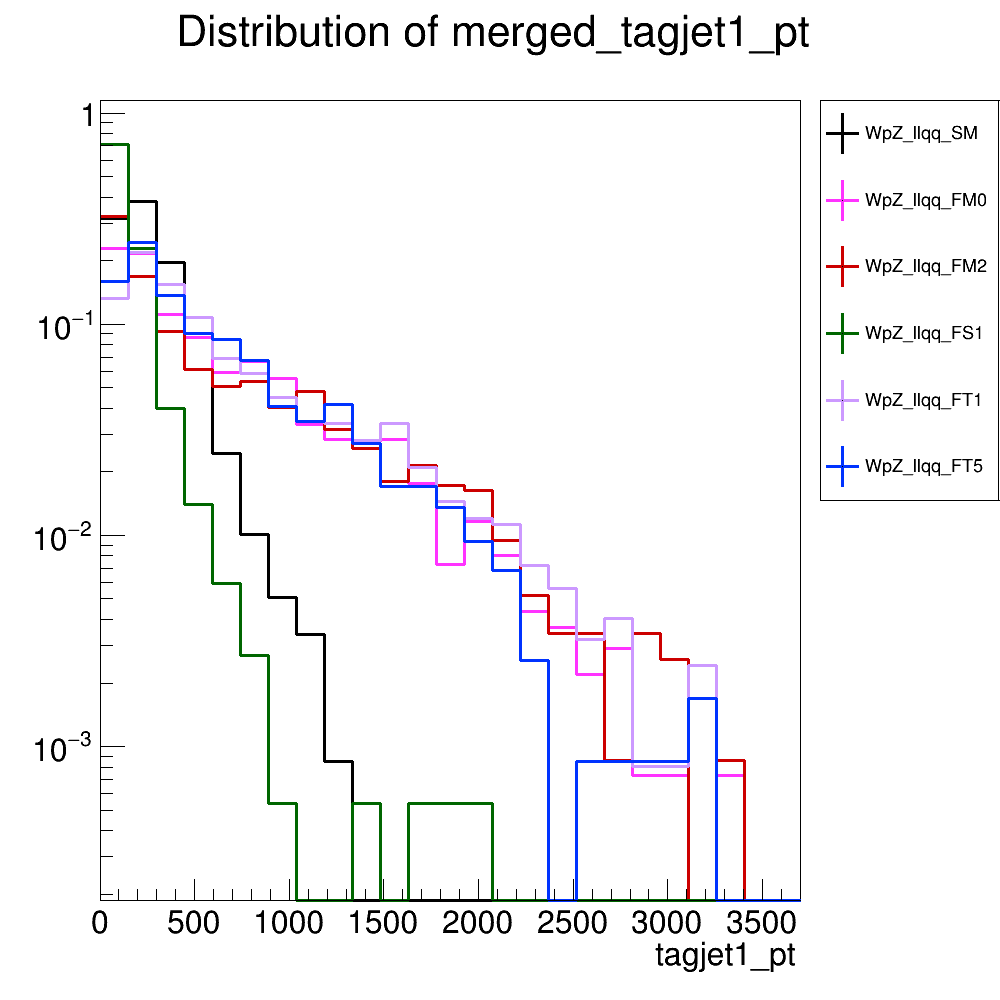 Distribution of merged_tagjet1_pt
1
10⁻¹
10⁻²
10⁻³
0 500 1000 1500 2000 2500 3000 3500
tagjet1_pt
WpZ_llqq_SM
WpZ_llqq_FM0
WpZ_llqq_FM2
WpZ_llqq_FS1
WpZ_llqq_FT1
WpZ_llqq_FT5